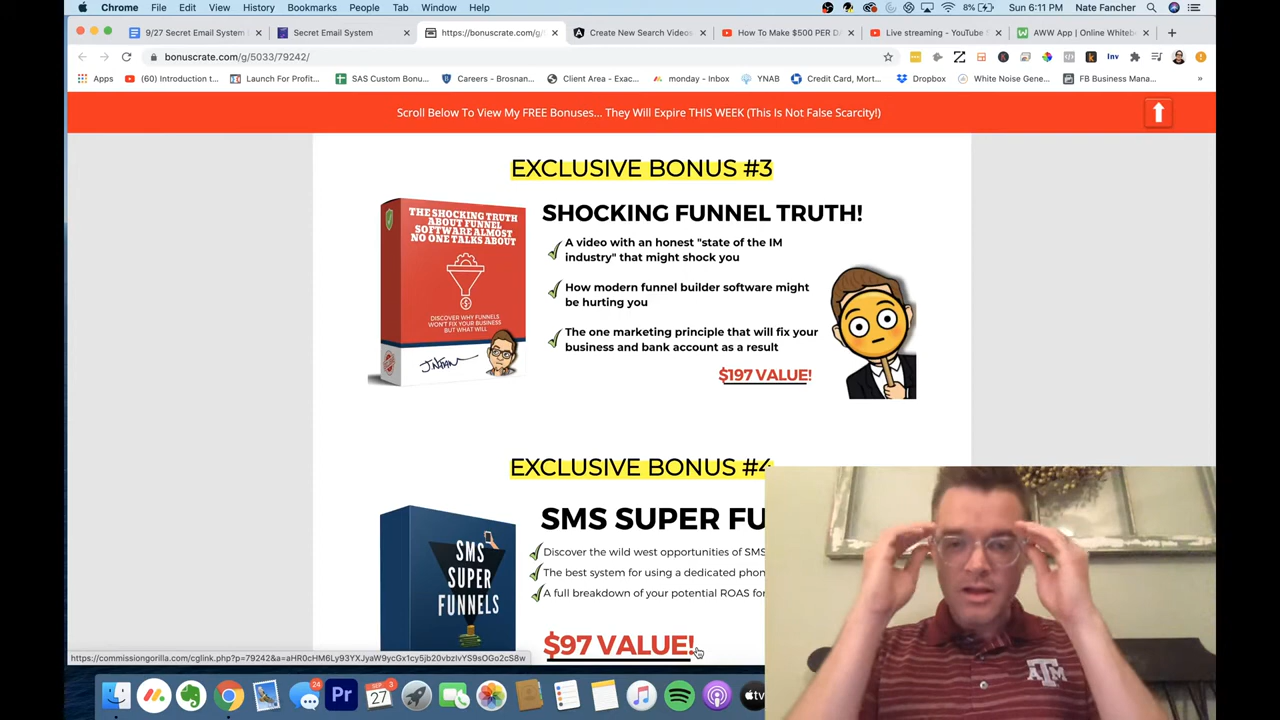 Chrome File Edit View History Bookmarks People Tab Window Help
8% Sun 6:11 PM Nate Fancher
9/27 Secret Email System
Secret Email System
https://bonuscrate.com/g/
Create New Search Videos
How To Make $500 PER DA
Live streaming - YouTube
AWW App | Online Whiteb
bonuscrate.com/g/5033/79242/
Inv
Apps
(60) Introduction t...
Launch For Profit...
SAS Custom Bonu...
Careers – Brosnan...
Client Area - Exac...
monday - Inbox
YNAB
Credit Card, Mort...
Dropbox
White Noise Gener...
FB Business Mana...
»
Scroll Below To View My FREE Bonuses... They Will Expire THIS WEEK (This Is Not False Scarcity!)
EXCLUSIVE BONUS #3
THE SHOCKING TRUTH
ABOUT FUNNEL
SOFTWARE ALMOST
NO ONE TALKS ABOUT
DISCOVER WHY FUNNELS
WON'T FIX YOUR BUSINESS
BUT WHAT WILL
SHOCKING FUNNEL TRUTH!
A video with an honest "state of the IM
industry" that might shock you
How modern funnel builder software might
be hurting you
The one marketing principle that will fix your
business and bank account as a result
$197 VALUE!
EXCLUSIVE BONUS #4
SMS
SUPER
FUNNELS
SMS SUPER FU
Discover the wild west opportunities of SMS
The best system for using a dedicated phon
A full breakdown of your potential ROAS for
$97 VALUE!
ATM
24
Pr
SEP
27
3
tv